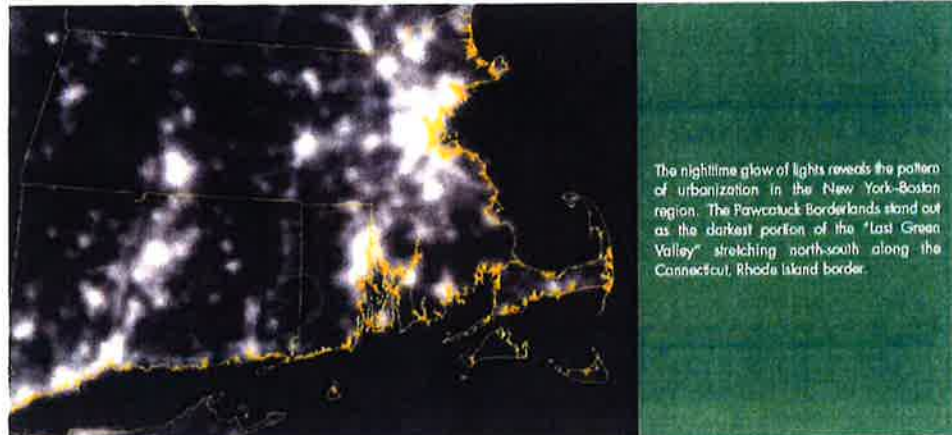 The nighttime glow of lights reveals the pattern
of urbanization in the New York-Boston
region. The Pawcatuck Borderlands stand out
as the darkest portion of the "Last Green
Valley" stretching north-south along the
Connecticut, Rhode Island border.